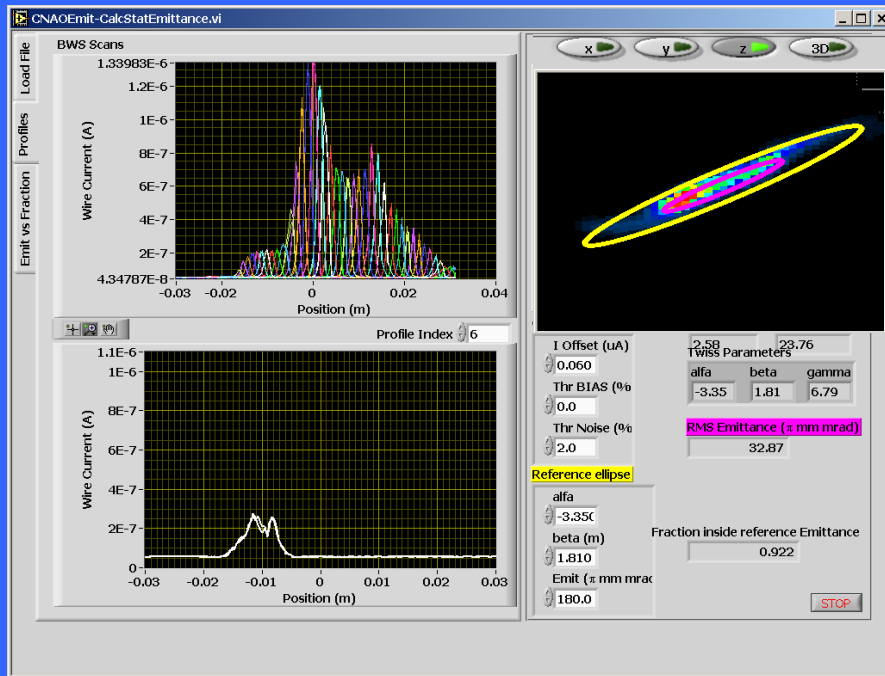 CNAOEmit-CalcStatEmittance.vi
Load File
Profiles
Emit vs Fraction
BWS Scans
1.33983E-6
1.2E-6
1E-6
8E-7
6E-7
4E-7
2E-7
4.34787E-8
Wire Current (A)
-0.03 -0.02 0 0.02 0.04
Position (m)
Profile Index 6
1.1E-6
1E-6
8E-7
6E-7
4E-7
2E-7
0
Wire Current (A)
-0.03 -0.02 -0.01 0 0.01 0.02 0.03
Position (m)
x y z 3D
I Offset (uA)
0.060
Thr BIAS (%
0.0
Thr Noise (%
2.0
Reference ellipse
alfa
-3.350
beta (m)
1.810
Emit (π mm mrad
180.0
2.58 23.76
Twiss Parameters
alfa beta gamma
-3.35 1.81 6.79
RMS Emittance (π mm mrad)
32.87
Fraction inside reference Emittance
0.922
STOP